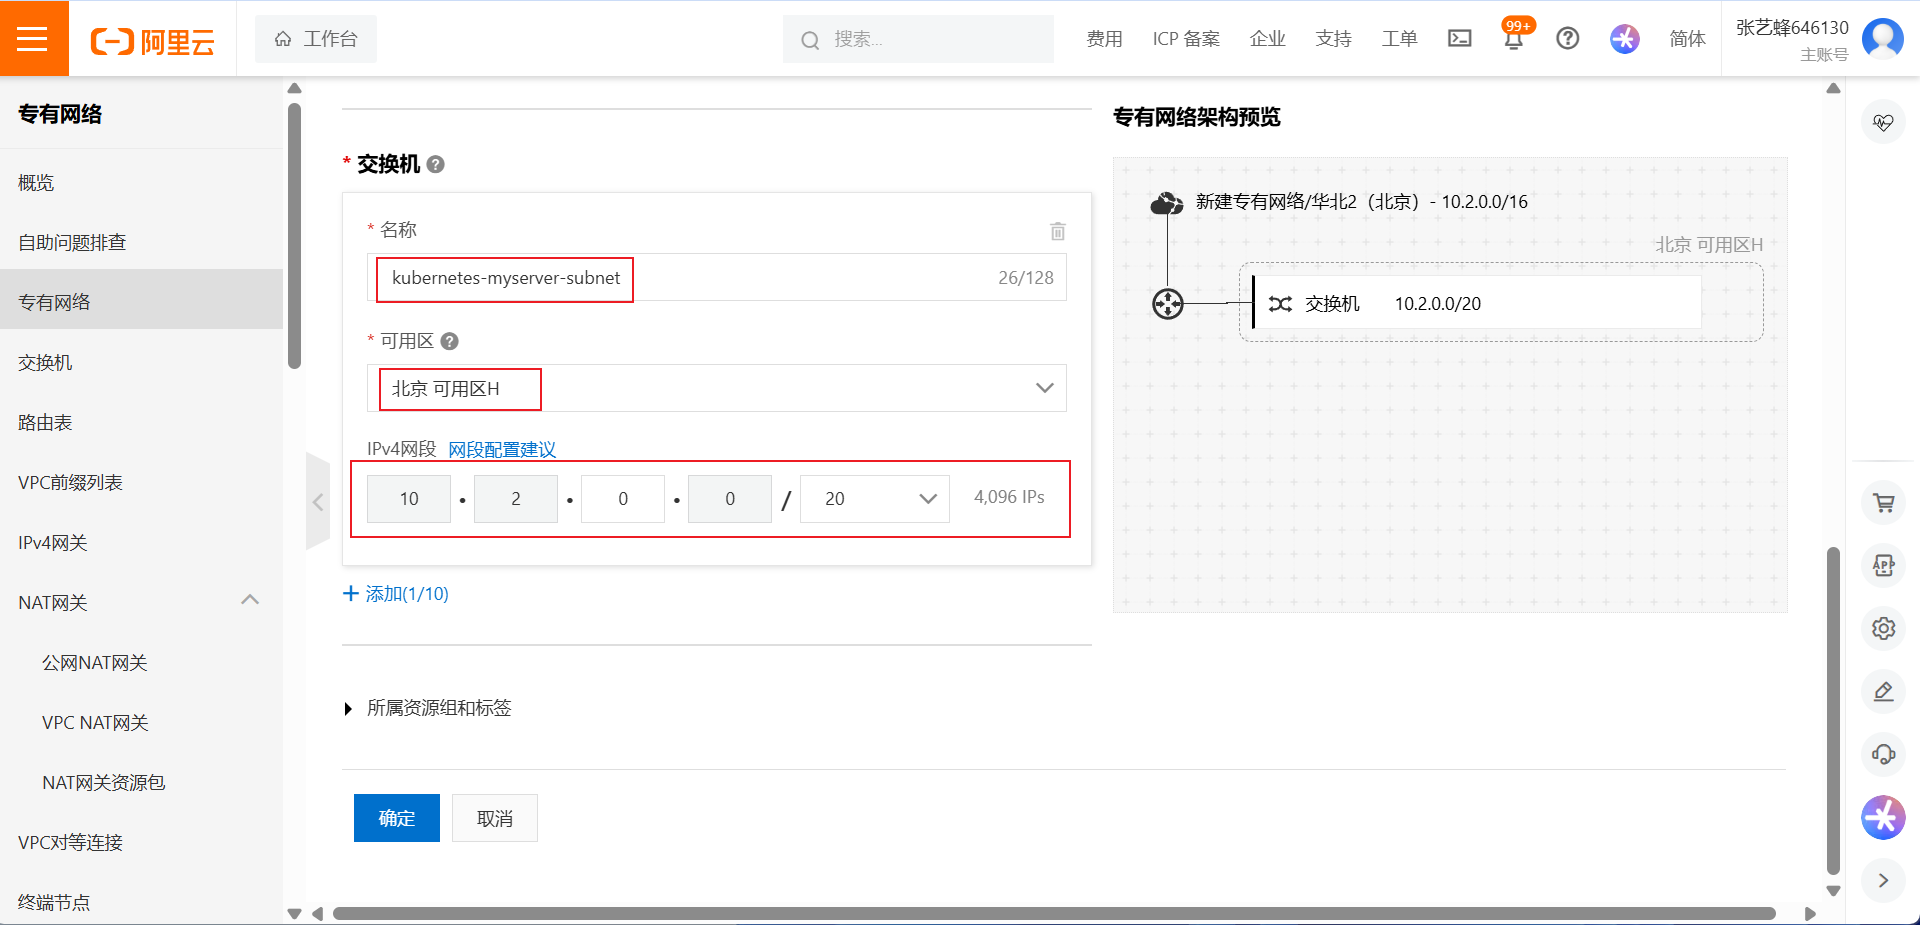 阿里云
工作台
搜索...
费用
ICP 备案
企业
支持
工单
99+
简体
张艺蜂646130
主账号
专有网络
概览
自助问题排查
专有网络
交换机
路由表
VPC前缀列表
IPv4网关
NAT网关
公网NAT网关
VPC NAT网关
NAT网关资源包
VPC对等连接
终端节点
* 交换机 ?
* 名称
kubernetes-myserver-subnet
26/128
* 可用区 ?
北京 可用区H
IPv4网段 网段配置建议
10 . 2 . 0 . 0 / 20 4,096 IPs
+ 添加(1/10)
所属资源组和标签
确定
取消
专有网络架构预览
新建专有网络/华北2（北京）- 10.2.0.0/16
北京 可用区H
交换机 10.2.0.0/20
APP